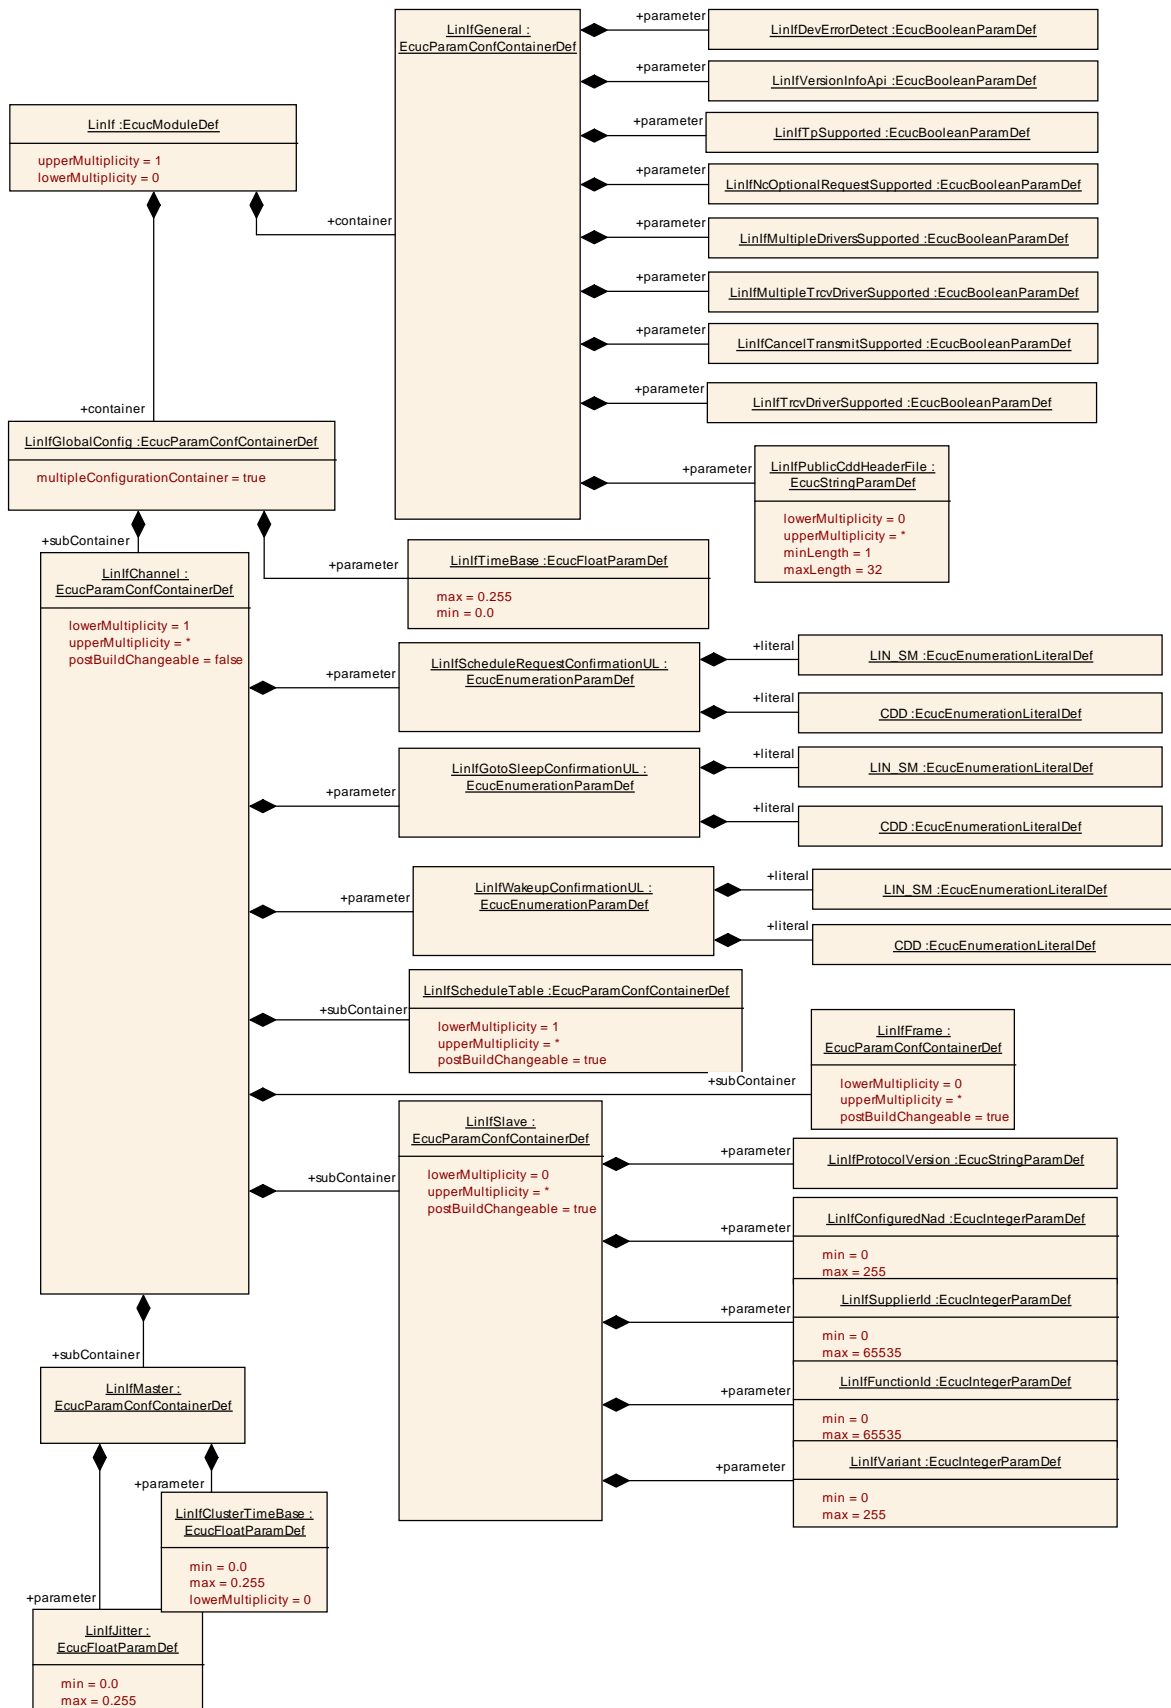 LinIfGeneral :
EcucParamConfContainerDef
+parameter
LinIfDevErrorDetect :EcucBooleanParamDef
+parameter
LinIfVersionInfoApi :EcucBooleanParamDef
+parameter
LinIfTpSupported :EcucBooleanParamDef
+parameter
LinIfNcOptionalRequestSupported :EcucBooleanParamDef
+parameter
LinIfMultipleDriversSupported :EcucBooleanParamDef
+parameter
LinIfMultipleTrcvDriverSupported :EcucBooleanParamDef
+parameter
LinIfCancelTransmitSupported :EcucBooleanParamDef
+parameter
LinIfTrcvDriverSupported :EcucBooleanParamDef
+parameter
LinIfPublicCddHeaderFile :
EcucStringParamDef
lowerMultiplicity = 0
upperMultiplicity = *
minLength = 1
maxLength = 32
LinIf :EcucModuleDef
upperMultiplicity = 1
lowerMultiplicity = 0
+container
+container
LinIfGlobalConfig :EcucParamConfContainerDef
multipleConfigurationContainer = true
+subContainer
+parameter
LinIfTimeBase :EcucFloatParamDef
max = 0.255
min = 0.0
LinIfChannel :
EcucParamConfContainerDef
lowerMultiplicity = 1
upperMultiplicity = *
postBuildChangeable = false
+parameter
LinIfScheduleRequestConfirmationUL :
EcucEnumerationParamDef
+literal
LIN_SM :EcucEnumerationLiteralDef
+literal
CDD :EcucEnumerationLiteralDef
+parameter
LinIfGotoSleepConfirmationUL :
EcucEnumerationParamDef
+literal
LIN_SM :EcucEnumerationLiteralDef
+literal
CDD :EcucEnumerationLiteralDef
+parameter
LinIfWakeupConfirmationUL :
EcucEnumerationParamDef
+literal
LIN_SM :EcucEnumerationLiteralDef
+literal
CDD :EcucEnumerationLiteralDef
+subContainer
LinIfScheduleTable :EcucParamConfContainerDef
lowerMultiplicity = 1
upperMultiplicity = *
postBuildChangeable = true
+subContainer
LinIfFrame :
EcucParamConfContainerDef
lowerMultiplicity = 0
upperMultiplicity = *
postBuildChangeable = true
+subContainer
LinIfSlave :
EcucParamConfContainerDef
lowerMultiplicity = 0
upperMultiplicity = *
postBuildChangeable = true
+parameter
LinIfProtocolVersion :EcucStringParamDef
+parameter
LinIfConfiguredNad :EcucIntegerParamDef
min = 0
max = 255
+parameter
LinIfSupplierId :EcucIntegerParamDef
min = 0
max = 65535
+parameter
LinIfFunctionId :EcucIntegerParamDef
min = 0
max = 65535
+parameter
LinIfVariant :EcucIntegerParamDef
min = 0
max = 255
+subContainer
LinIfMaster :
EcucParamConfContainerDef
+parameter
LinIfClusterTimeBase :
EcucFloatParamDef
min = 0.0
max = 0.255
lowerMultiplicity = 0
+parameter
LinIfJitter :
EcucFloatParamDef
min = 0.0
max = 0.255